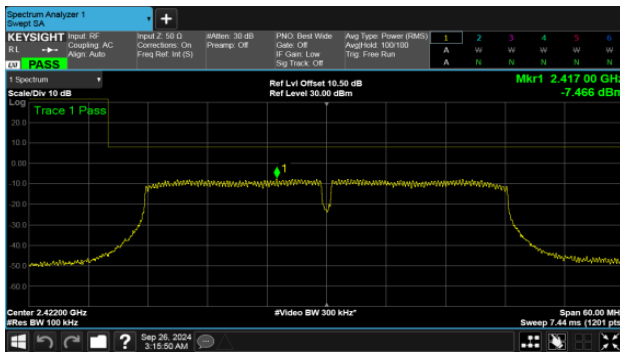 Spectrum Analyzer 1
Swept SA
KEYSIGHT Input: RF Input Z: 50 Ω #Atten: 30 dB PNO: Best Wide Avg Type: Power (RMS) 1 2 3 4 5 6
RL Coupling: AC Corrections: On Preamp: Off Gate: Off Avg|Hold: 100/100 A W W W W W
Align: Auto Freq Ref: Int (S) IF Gain: Low Trig: Free Run
LXI PASS Sig Track: Off A N N N N N
1 Spectrum Ref Lvl Offset 10.50 dB Mkr1 2.417 00 GHz
Scale/Div 10 dB Ref Level 30.00 dBm -7.466 dBm
Log
Trace 1 Pass
20.0
10.0
0.00
1
-10.0
-20.0
-30.0
-40.0
-50.0
-60.0
Center 2.42200 GHz #Video BW 300 kHz* Span 60.00 MH
#Res BW 100 kHz Sweep 7.44 ms (1201 pts
? Sep 26, 2024
3:15:50 AM